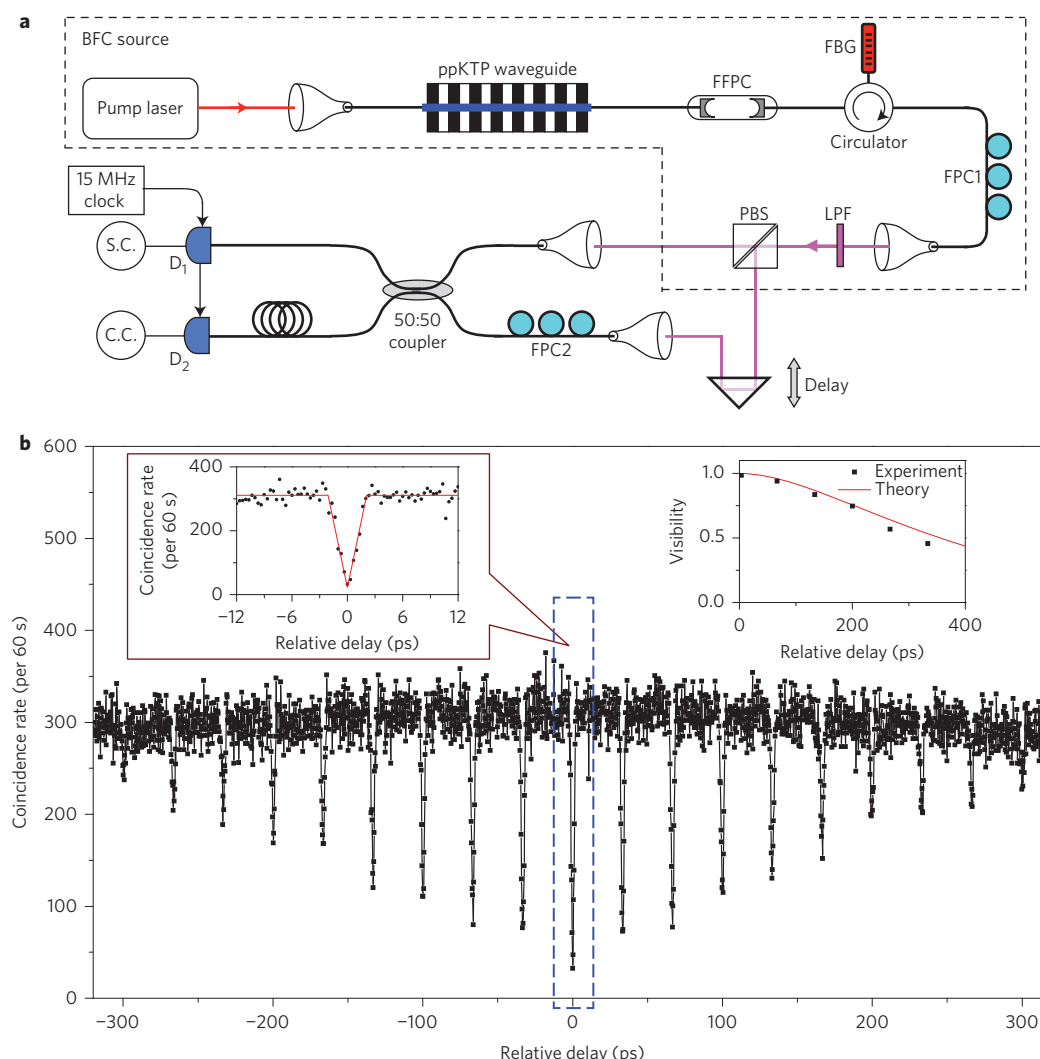 a
BFC source
Pump laser
ppKTP waveguide
FFPC
FBG
Circulator
FPC1
15 MHz
clock
S.C.
D1
PBS
LPF
C.C.
D2
50:50
coupler
FPC2
Delay
b
Coincidence rate (per 60 s)
600
500
400
300
200
100
0
−300
−200
−100
0
100
200
300
Relative delay (ps)
Coincidence rate
(per 60 s)
400
200
0
−12
−6
0
6
12
Relative delay (ps)
Visibility
1.0
0.5
0.0
0
200
400
Relative delay (ps)
Experiment
Theory